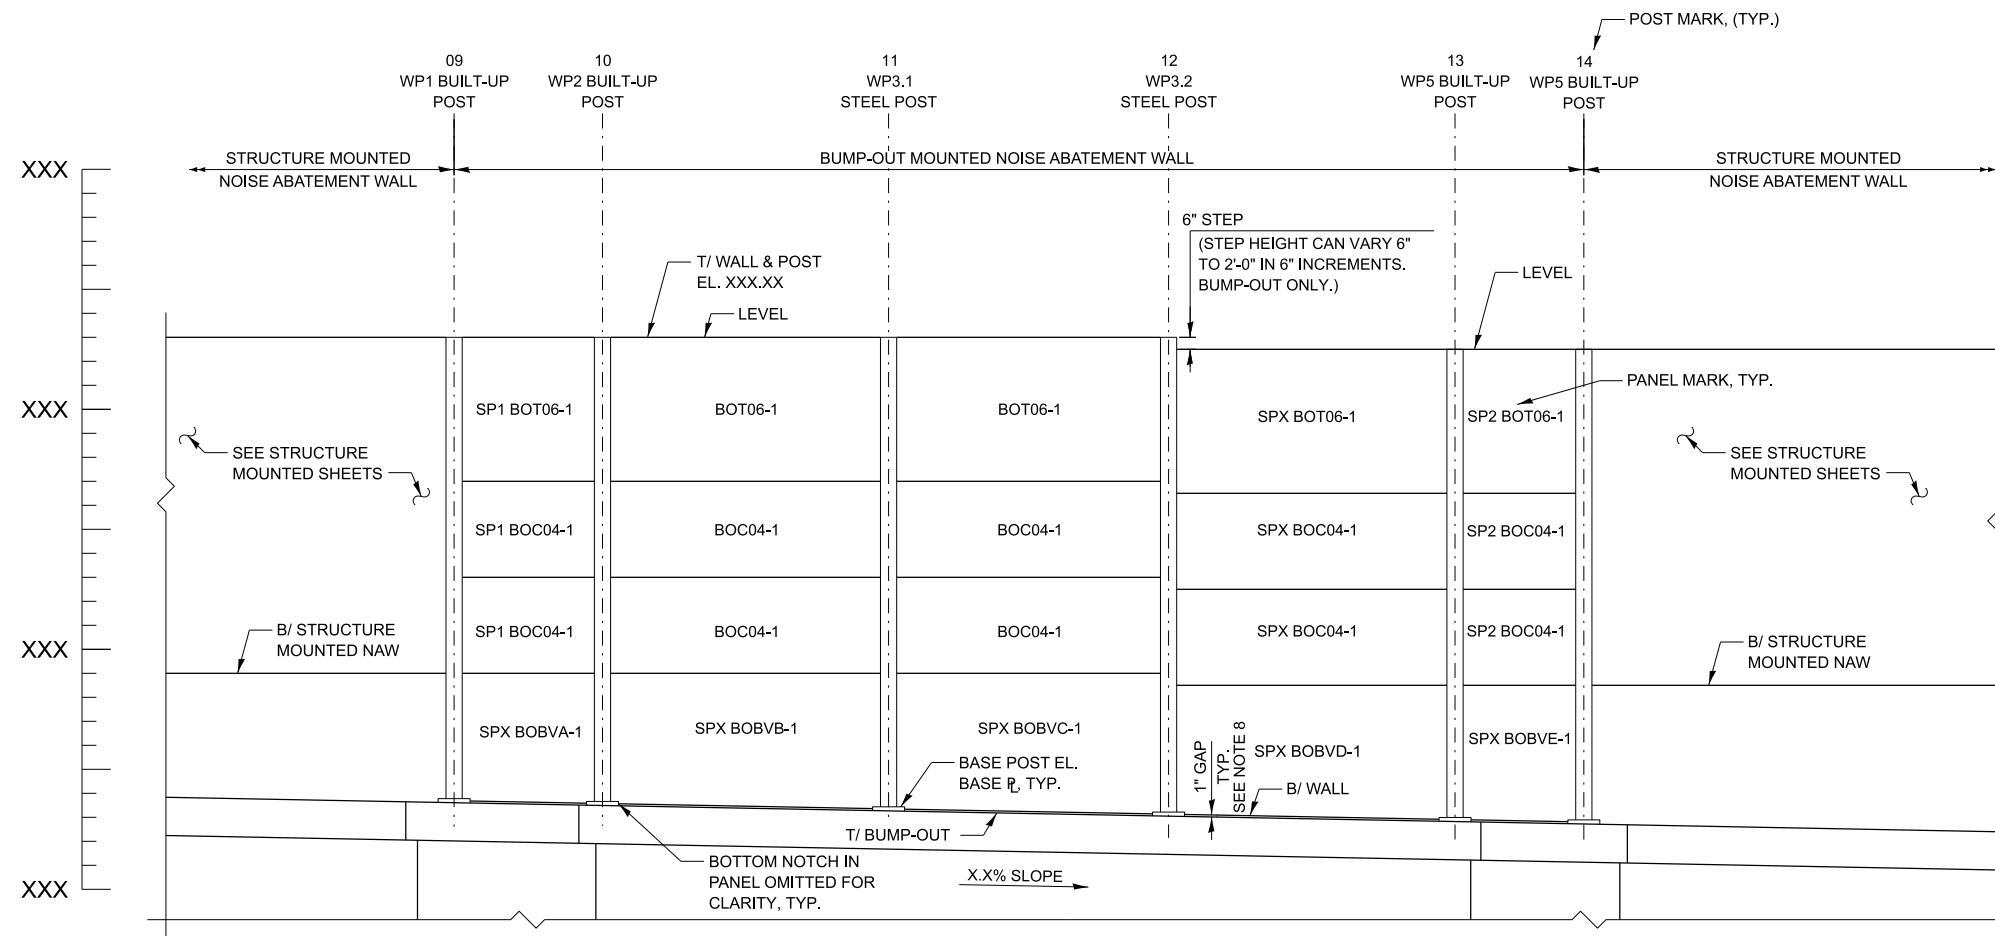 POST MARK, (TYP.)
09
WP1 BUILT-UP
POST
10
WP2 BUILT-UP
POST
11
WP3.1
STEEL POST
12
WP3.2
STEEL POST
13
WP5 BUILT-UP
POST
14
WP5 BUILT-UP
POST
XXX
STRUCTURE MOUNTED
NOISE ABATEMENT WALL
BUMP-OUT MOUNTED NOISE ABATEMENT WALL
STRUCTURE MOUNTED
NOISE ABATEMENT WALL
6" STEP
(STEP HEIGHT CAN VARY 6"
TO 2'-0" IN 6" INCREMENTS.
BUMP-OUT ONLY.)
T/ WALL & POST
EL. XXX.XX
LEVEL
LEVEL
PANEL MARK, TYP.
XXX
SP1 BOT06-1
BOT06-1
BOT06-1
SPX BOT06-1
SP2 BOT06-1
SEE STRUCTURE
MOUNTED SHEETS
SEE STRUCTURE
MOUNTED SHEETS
SP1 BOC04-1
BOC04-1
BOC04-1
SPX BOC04-1
SP2 BOC04-1
XXX
B/ STRUCTURE
MOUNTED NAW
SP1 BOC04-1
BOC04-1
BOC04-1
SPX BOC04-1
SP2 BOC04-1
B/ STRUCTURE
MOUNTED NAW
SPX BOBVA-1
SPX BOBVB-1
SPX BOBVC-1
SPX BOBVD-1
SPX BOBVE-1
1" GAP
TYP.
SEE NOTE 8
BASE POST EL.
BASE ℄, TYP.
B/ WALL
T/ BUMP-OUT
BOTTOM NOTCH IN
PANEL OMITTED FOR
CLARITY, TYP.
X.X% SLOPE
XXX